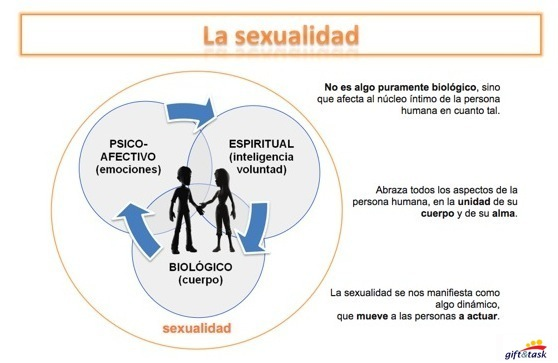 La sexualidad
PSICO-
AFECTIVO
(emociones)
ESPIRITUAL
(inteligencia
voluntad)
BIOLÓGICO
(cuerpo)
sexualidad
No es algo puramente biológico, sino
que afecta al núcleo íntimo de la persona
humana en cuanto tal.
Abraza todos los aspectos de la
persona humana, en la unidad de su
cuerpo y de su alma.
La sexualidad se nos manifiesta como
algo dinámico,
que mueve a las personas a actuar.
gift&task